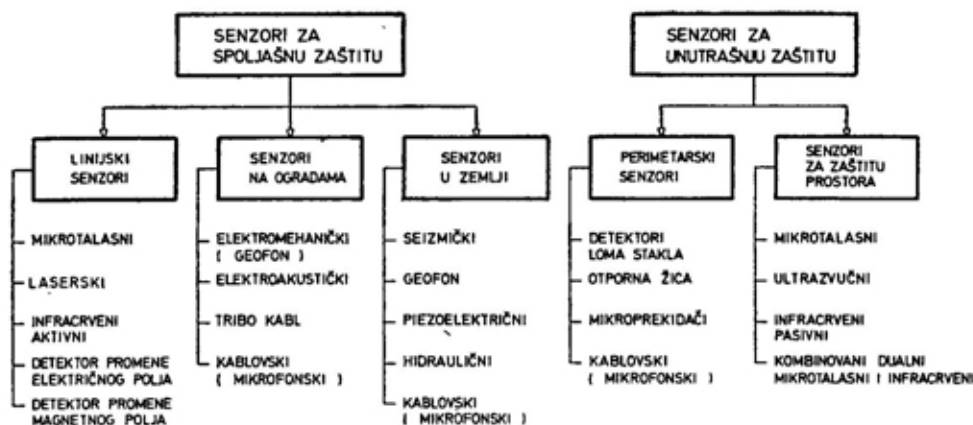 SENZORI ZA
SPOLJAŠNU ZAŠTITU
SENZORI ZA
UNUTRAŠNJU ZAŠTITU
LINIJSKI
SENZORI
SENZORI
NA OGRADAMA
SENZORI
U ZEMLJI
PERIMETARSKI
SENZORI
SENZORI
ZA ZAŠTITU
PROSTORA
MIKROTALASNI
LASERSKI
INFRACRVENI
AKTIVNI
DETEKTOR PROMENE
ELEKTRIČNOG POLJA
DETEKTOR PROMENE
MAGNETNOG POLJA
ELEKTROMEHANIČKI
( GEOFON )
ELEKTROAKUSTIČKI
TRIBO KABL
KABLOVSKI
( MIKROFONSKI )
SEIZMIČKI
GEOFON
PIEZOELEKTRIČNI
HIDRAULIČNI
KABLOVSKI
( MIKROFONSKI )
DETEKTORI
LOMA STAKLA
OTPORNA ŽICA
MIKROPREKIDAČI
KABLOVSKI
( MIKROFONSKI )
MIKROTALASNI
ULTRAZVUČNI
INFRACRVENI
PASIVNI
KOMBINOVANI DUALNI
MIKROTALASNI I INFRACRVENI